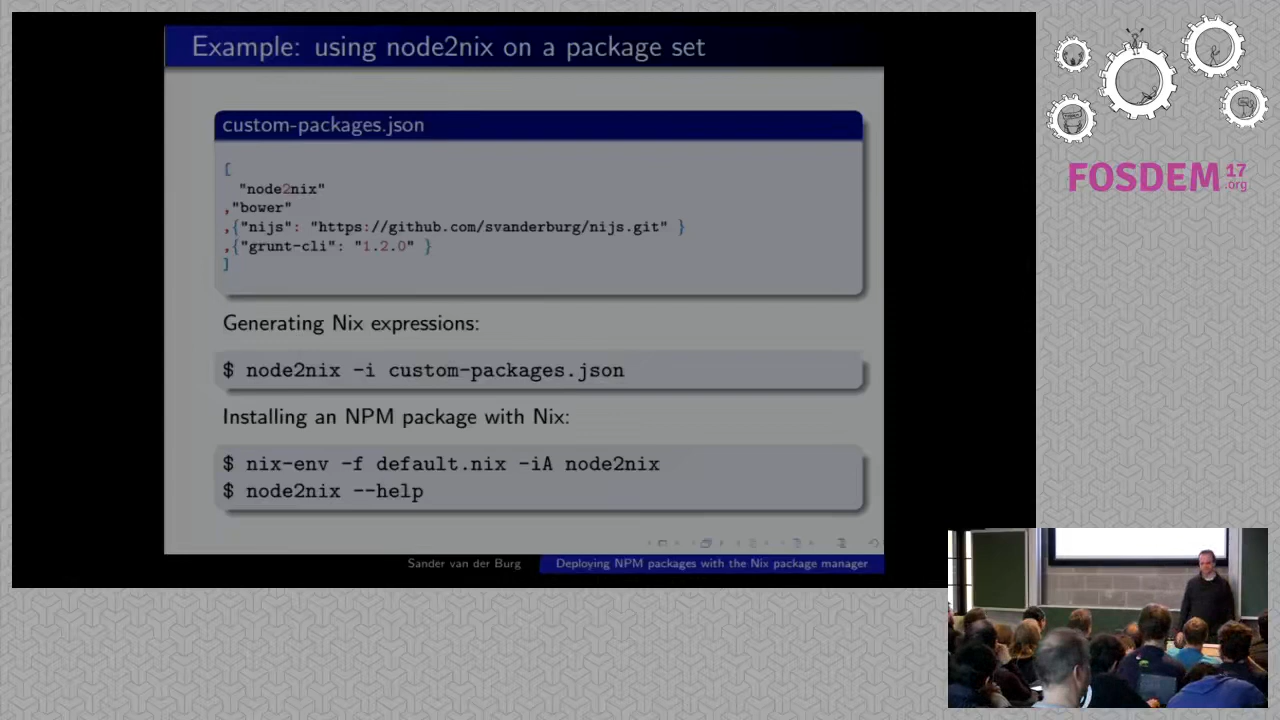 Example: using node2nix on a package set
custom-packages.json
[
"node2nix"
,"bower"
,{"nijs": "https://github.com/svanderburg/nijs.git" }
,{"grunt-cli": "1.2.0" }
]
Generating Nix expressions:
$ node2nix -i custom-packages.json
Installing an NPM package with Nix:
$ nix-env -f default.nix -iA node2nix
$ node2nix --help
Sander van der Burg
Deploying NPM packages with the Nix package manager
FOSDEM 17
.org